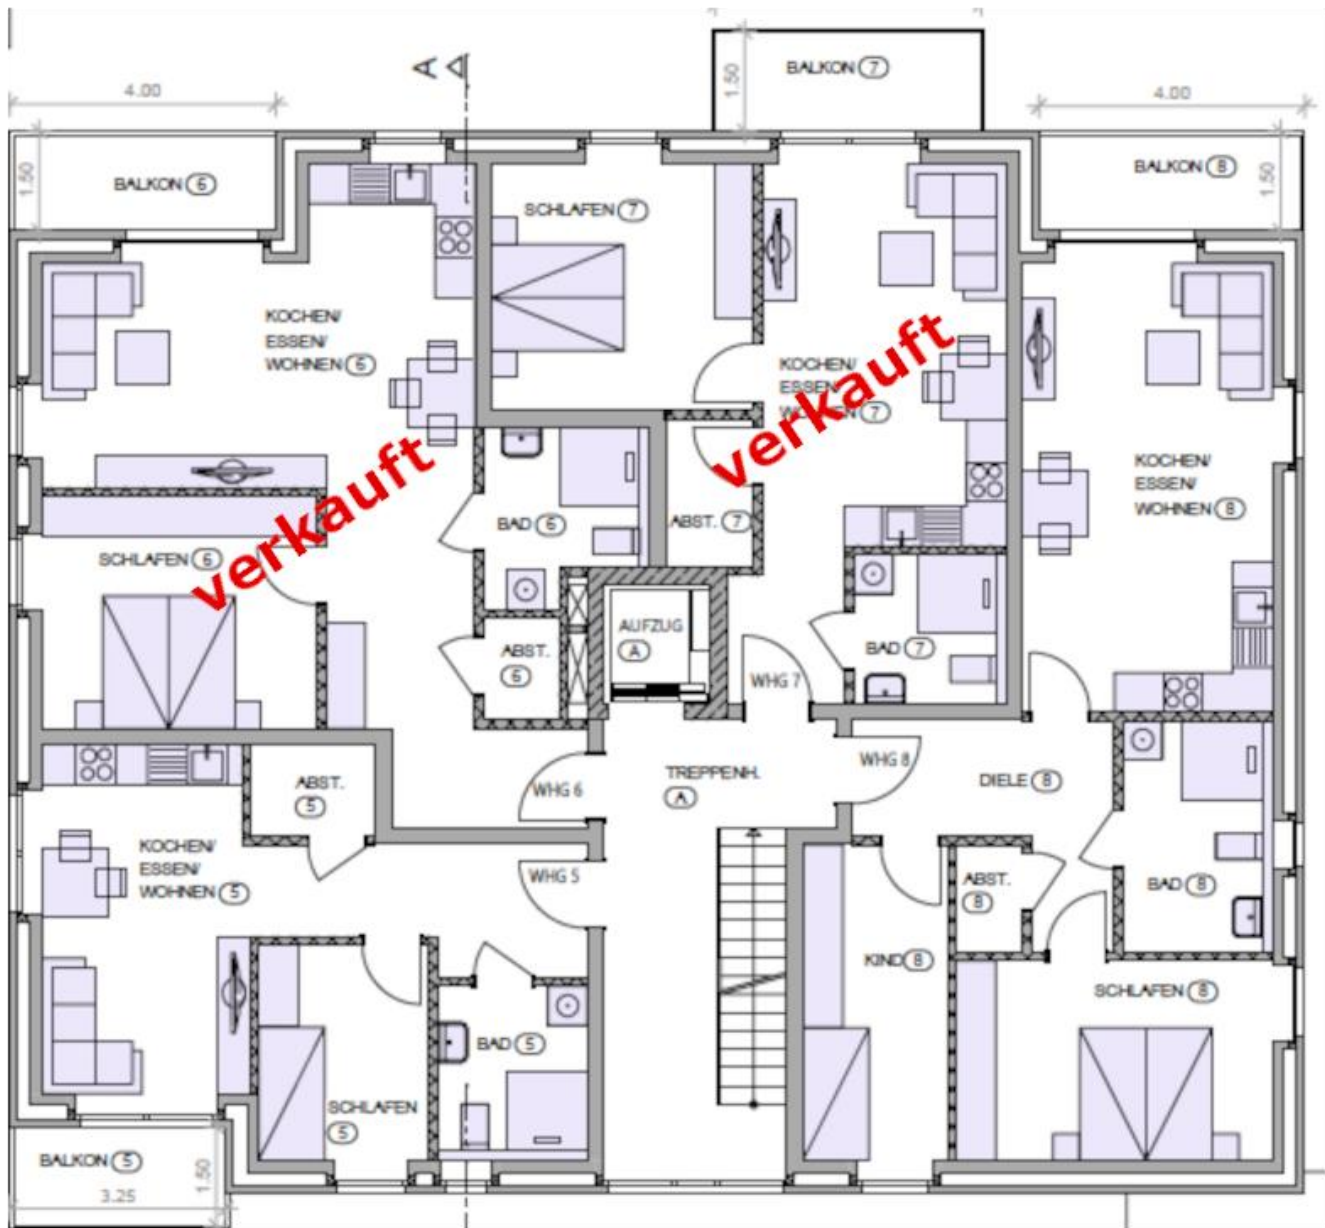 BALKON 7
1.50
A
4.00
4.00
BALKON 6
1.50
BALKON 8
1.50
SCHLAFEN 7
KOCHEN/
ESSEN/
WOHNEN 6
KOCHEN/
ESSEN/
WOHNEN 7
verkauft
verkauft
KOCHEN/
ESSEN/
WOHNEN 8
BAD 6
ABST. 7
SCHLAFEN 6
AUFZUG
A
ABST.
6
BAD 7
WHG 7
TREPPENH.
A
WHG 8
DIELE 8
ABST.
5
WHG 6
KOCHEN/
ESSEN/
WOHNEN 5
WHG 5
ABST.
8
BAD 8
KIND 8
SCHLAFEN 8
BAD 5
SCHLAFEN
5
BALKON 5
1.50
3.25